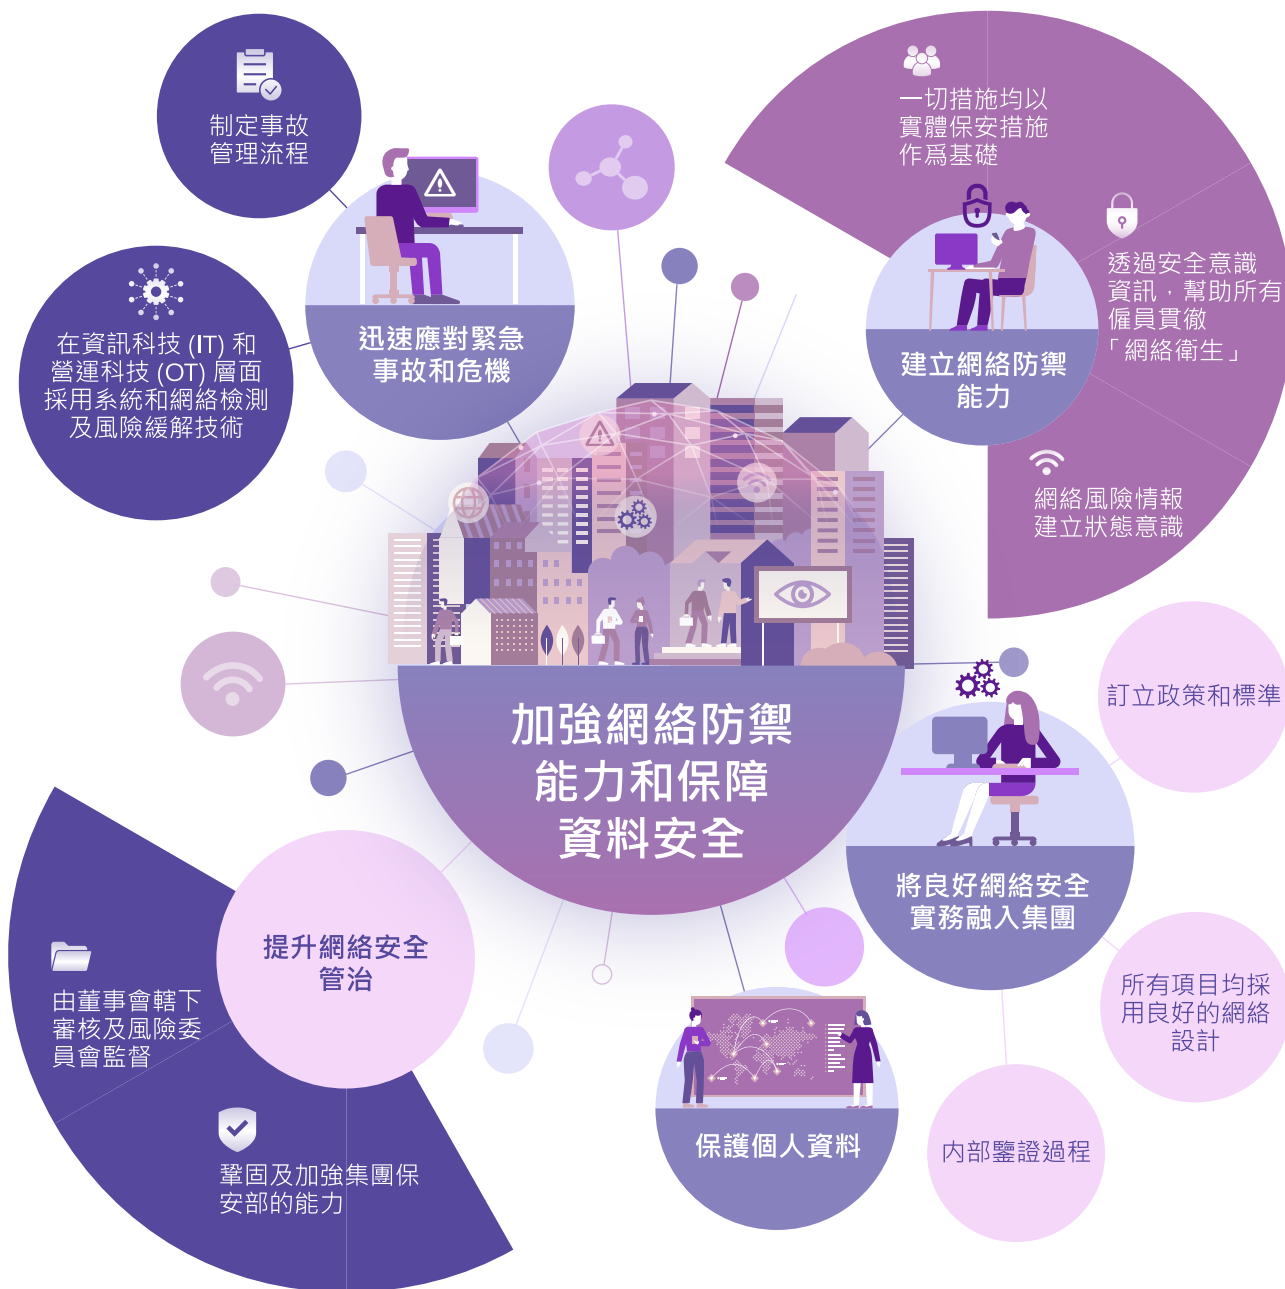 制定事故
管理流程
在資訊科技 (IT) 和
營運科技 (OT) 層面
採用系統和網絡檢測
及風險緩解技術
迅速應對緊急
事故和危機
一切措施均以
實體保安措施
作爲基礎
透過安全意識
資訊，幫助所有
僱員貫徹
「網絡衛生」
建立網絡防禦
能力
網絡風險情報
建立狀態意識
加強網絡防禦
能力和保障
資料安全
訂立政策和標準
將良好網絡安全
實務融入集團
所有項目均採
用良好的網絡
設計
內部鑒證過程
保護個人資料
提升網絡安全
管治
由董事會轄下
審核及風險委
員會監督
鞏固及加強集團保
安部的能力